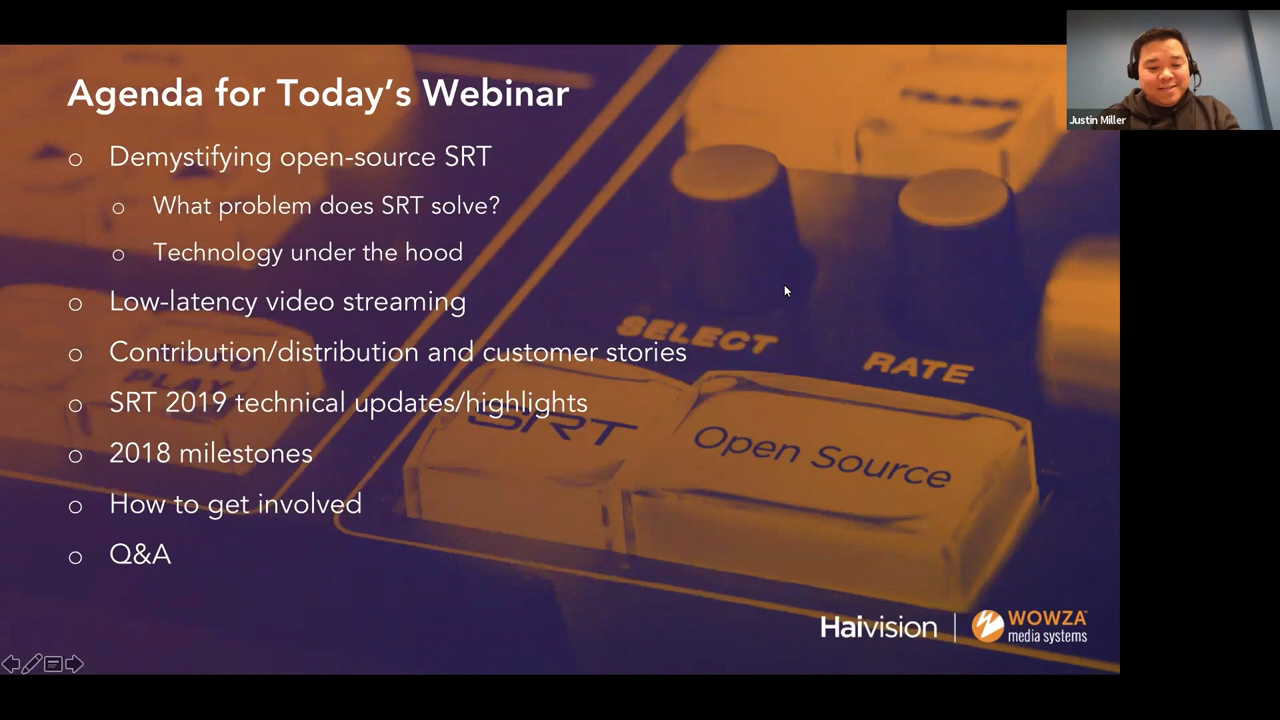 Agenda for Today's Webinar
Justin Miller
Demystifying open-source SRT
What problem does SRT solve?
Technology under the hood
Low-latency video streaming
Contribution/distribution and customer stories
SRT 2019 technical updates/highlights
2018 milestones
How to get involved
Q&A
SELECT
RATE
PLAY
SRT
Open Source
Haivision
WOWZA
media systems